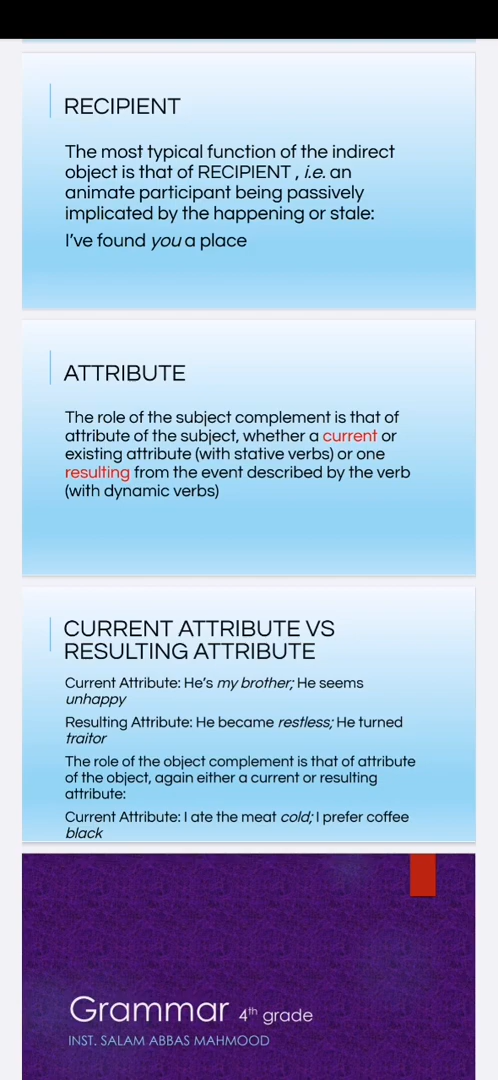 RECIPIENT
The most typical function of the indirect
object is that of RECIPIENT , i.e. an
animate participant being passively
implicated by the happening or stale:
I've found you a place
ATTRIBUTE
The role of the subject complement is that of
attribute of the subject, whether a current or
existing attribute (with stative verbs) or one
resulting from the event described by the verb
(with dynamic verbs)
CURRENT ATTRIBUTE VS
RESULTING ATTRIBUTE
Current Attribute: He's my brother; He seems
unhappy
Resulting Attribute: He became restless; He turned
traitor
The role of the object complement is that of attribute
of the object, again either a current or resulting
attribute:
Current Attribute: I ate the meat cold; I prefer coffee
black
Grammar 4th grade
INST. SALAM ABBAS MAHMOOD